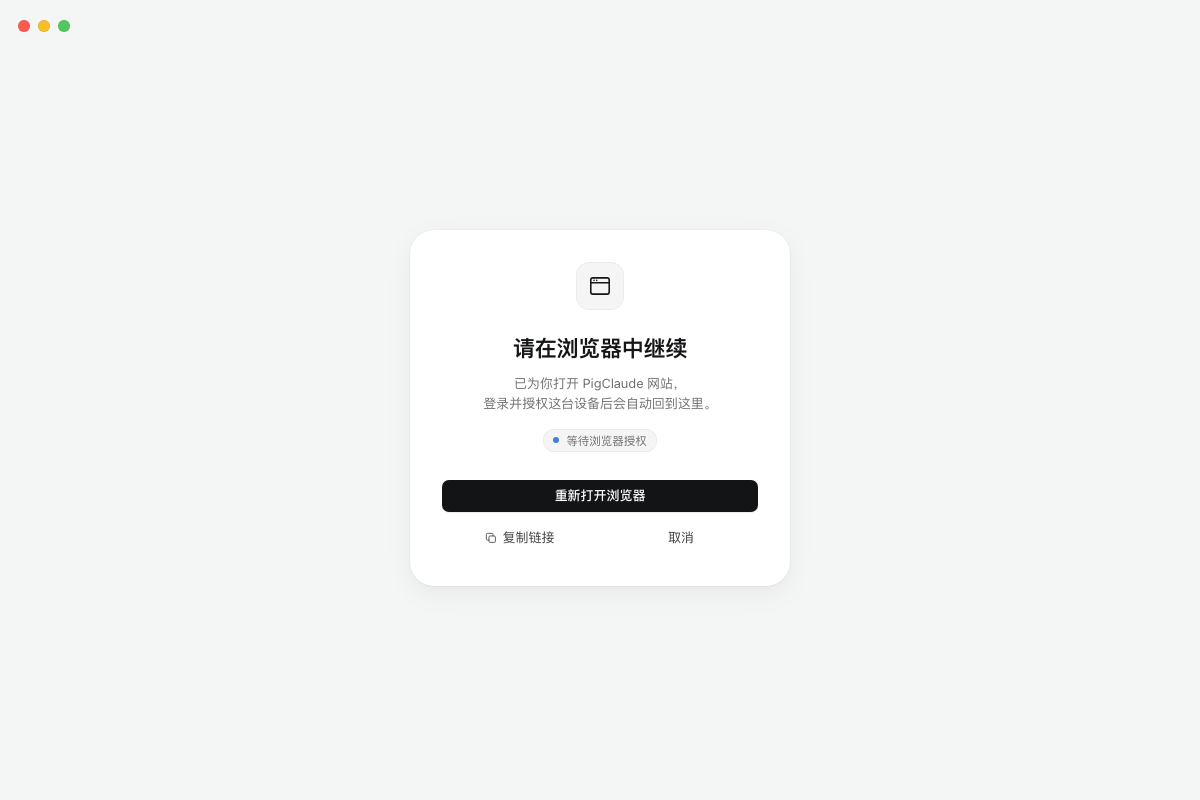 请在浏览器中继续
已为你打开 PigClaude 网站，
登录并授权这台设备后会自动回到这里。
等待浏览器授权
重新打开浏览器
复制链接
取消